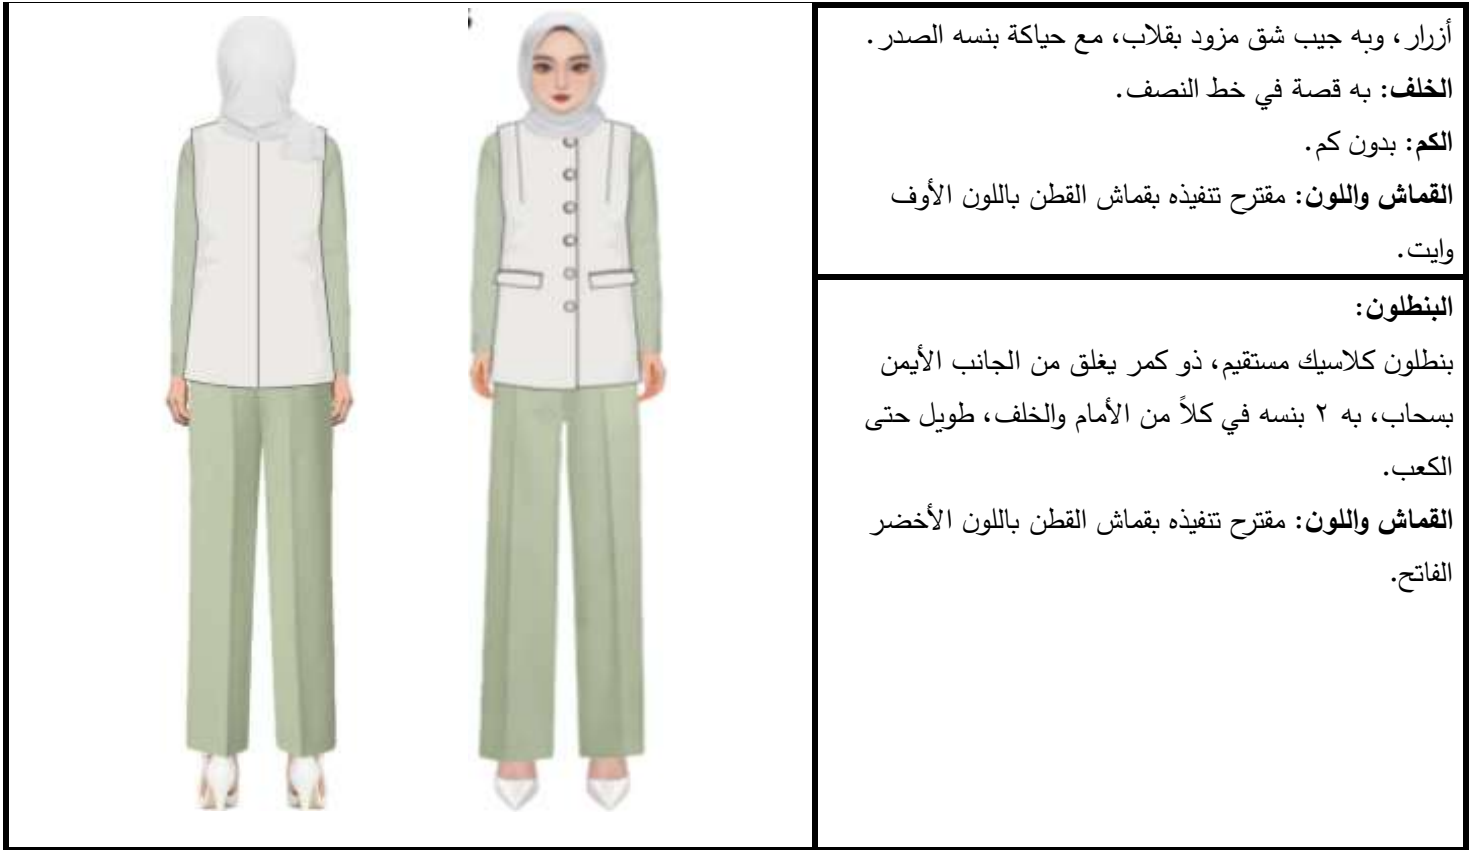 أزرار، وبه جيب شق مزود بقلاب، مع حياكة بنسه الصدر.
الخلف: به قصة في خط النصف.
الكم: بدون كم.
القماش واللون: مقترح تنفيذه بقماش القطن باللون الأوف
وايت.
البنطلون:
بنطلون كلاسيك مستقيم، ذو كمر يغلق من الجانب الأيمن
بسحاب، به ٢ بنسه في كلاً من الأمام والخلف، طويل حتى
الكعب.
القماش واللون: مقترح تنفيذه بقماش القطن باللون الأخضر
الفاتح.